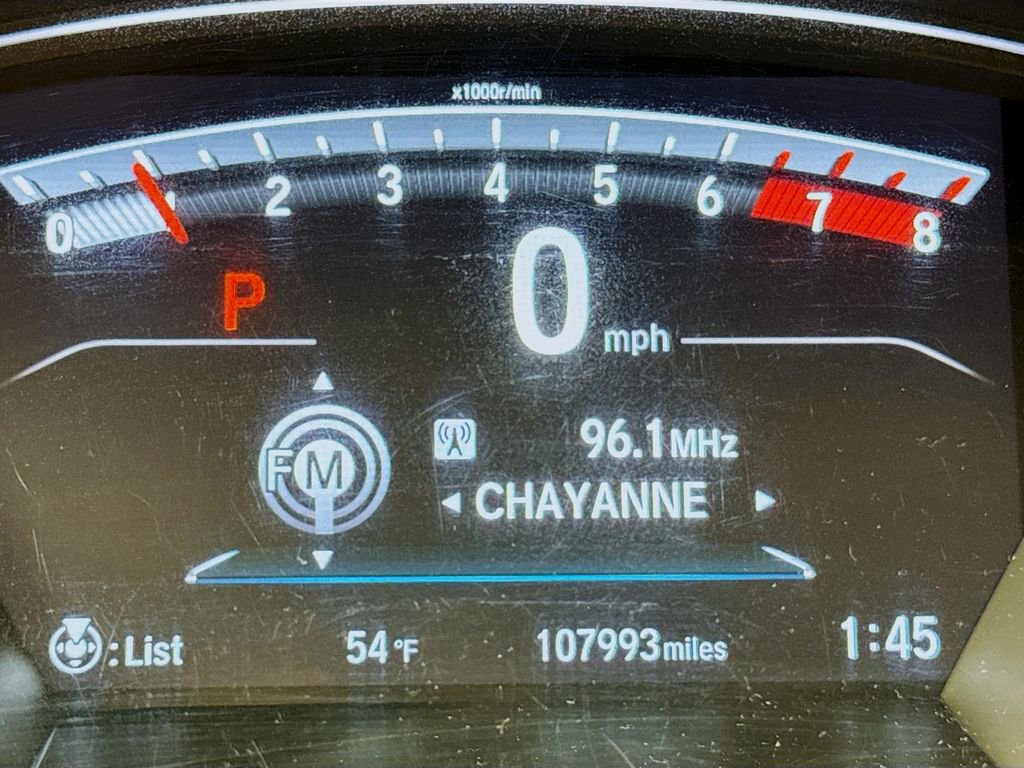 x1000r/min
0 1 2 3 4 5 6 7 8
P
0 mph
FM
96.1MHz
CHAYANNE
: List 54°F 107993miles 1:45